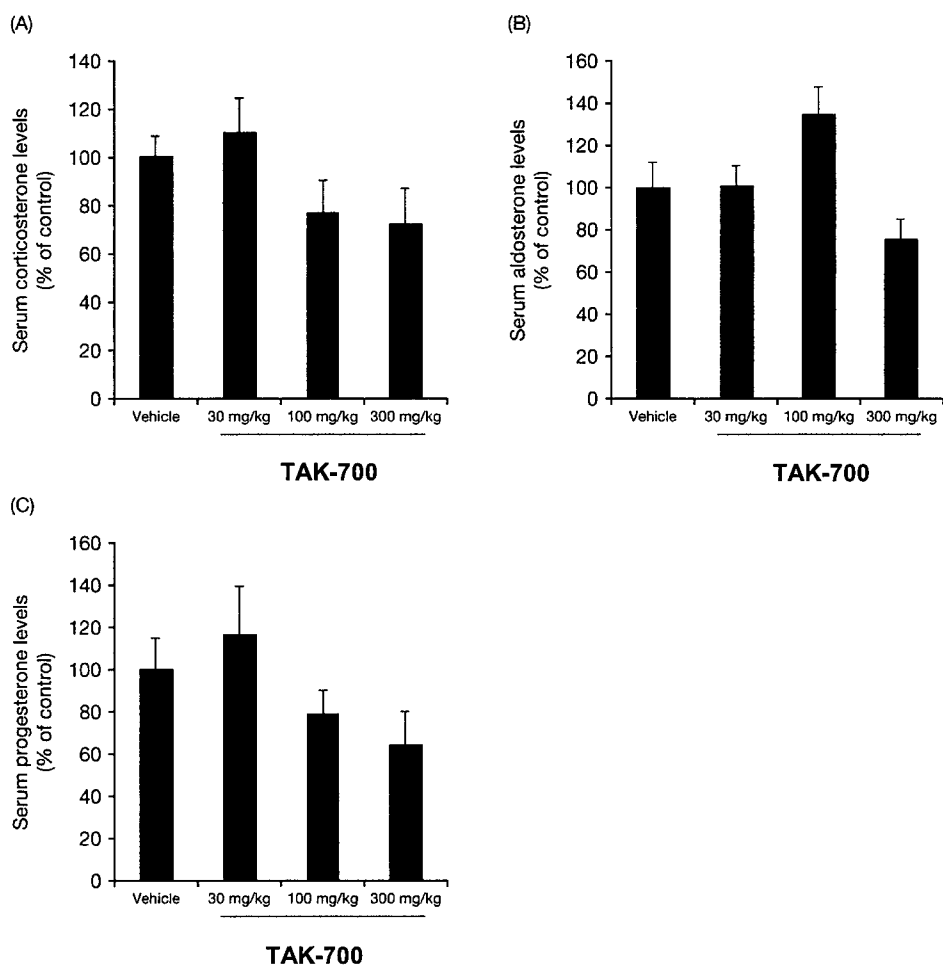 (A)
Serum corticosterone levels
(% of control)
140
120
100
80
60
40
20
0
Vehicle 30 mg/kg 100 mg/kg 300 mg/kg
TAK-700
(B)
Serum aldosterone levels
(% of control)
160
140
120
100
80
60
40
20
0
Vehicle 30 mg/kg 100 mg/kg 300 mg/kg
TAK-700
(C)
Serum progesterone levels
(% of control)
160
140
120
100
80
60
40
20
0
Vehicle 30 mg/kg 100 mg/kg 300 mg/kg
TAK-700